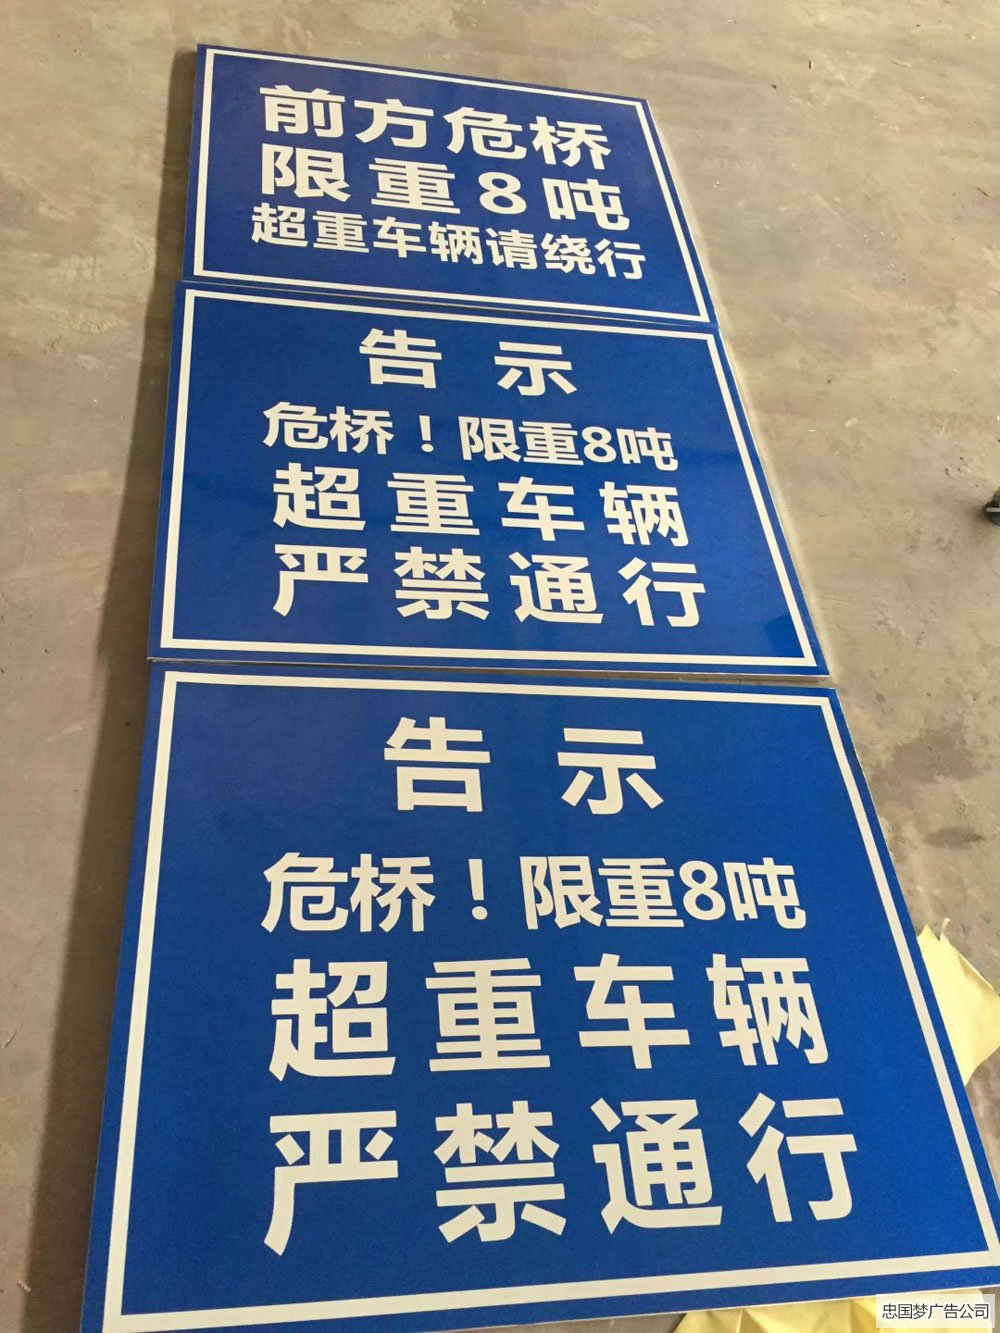 前方危桥
限重8吨
超重车辆请绕行
告示
危桥！限重8吨
超重车辆
严禁通行
告示
危桥！限重8吨
超重车辆
严禁通行
忠国梦广告公司